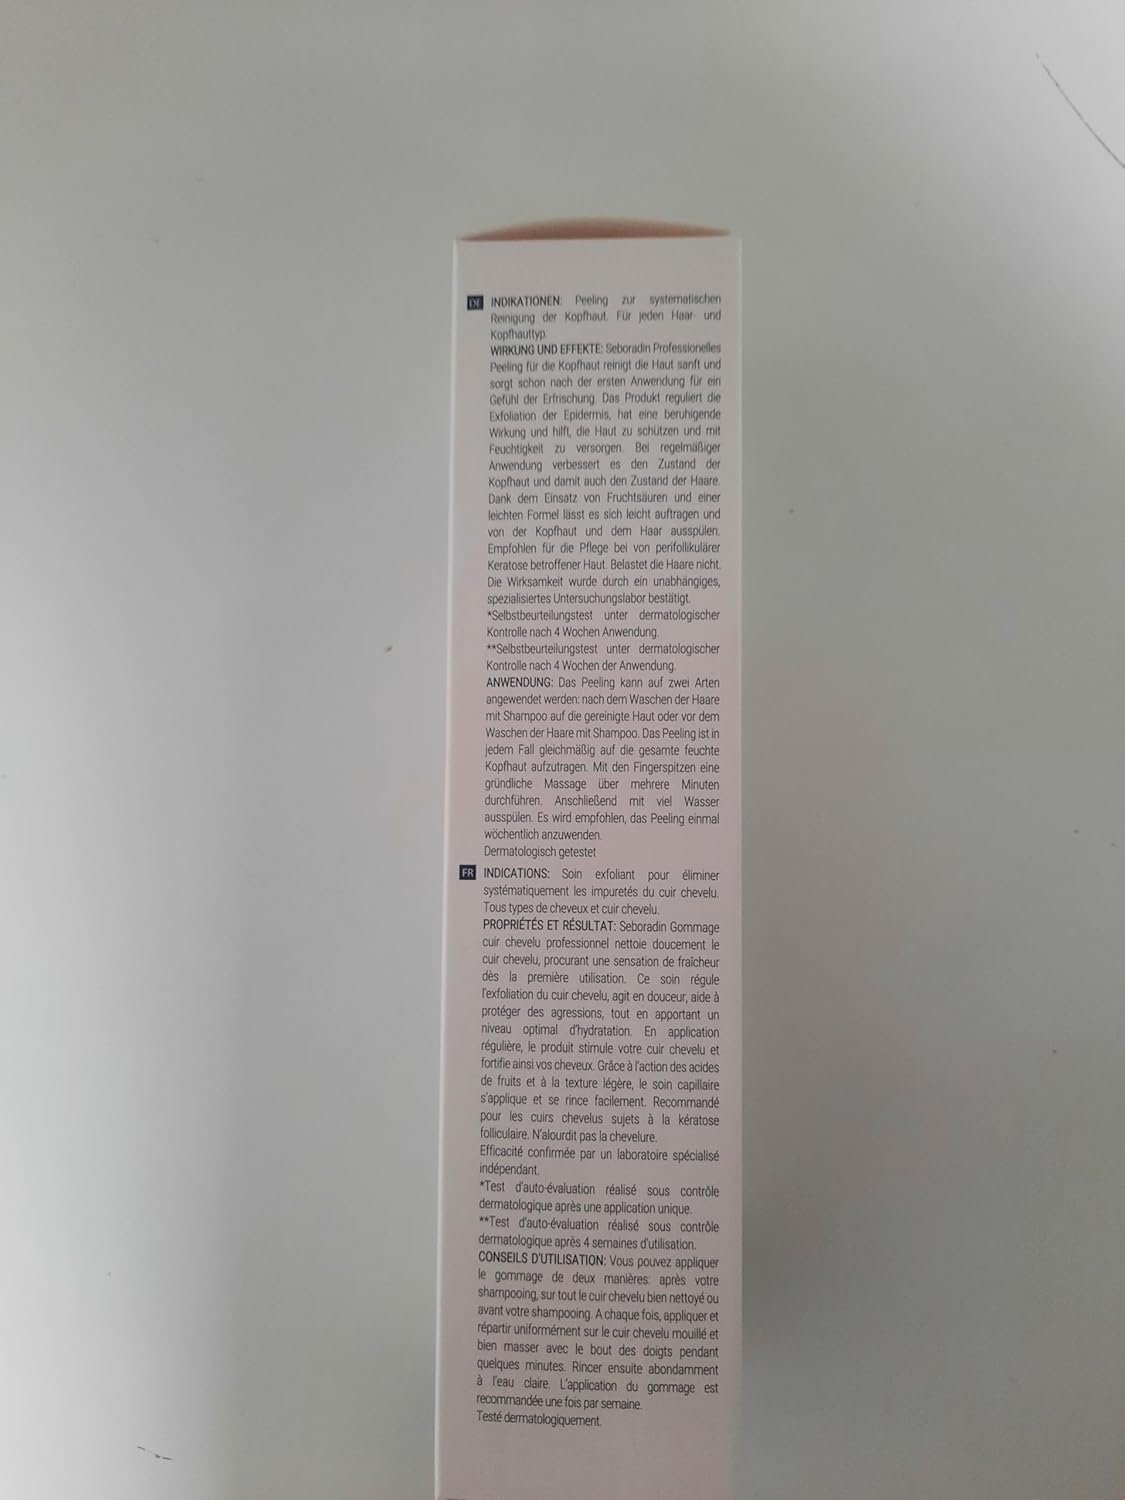 DE INDIKATIONEN: Peeling zur systematischen
Reinigung der Kopfhaut. Für jeden Haar- und
Kopfhauttyp.
WIRKUNG UND EFFEKTE: Seboradin Professionelles
Peeling für die Kopfhaut reinigt die Haut sanft und
sorgt schon nach der ersten Anwendung für ein
Gefühl der Erfrischung. Das Produkt reguliert die
Exfoliation der Epidermis, hat eine beruhigende
Wirkung und hilft, die Haut zu schützen und mit
Feuchtigkeit zu versorgen. Bei regelmäßiger
Anwendung verbessert es den Zustand der
Kopfhaut und damit auch den Zustand der Haare.
Dank dem Einsatz von Fruchtsäuren und einer
leichten Formel lässt es sich leicht auftragen und
von der Kopfhaut und dem Haar ausspülen.
Empfohlen für die Pflege bei von perifollikulärer
Keratose betroffener Haut. Belastet die Haare nicht.
Die Wirksamkeit wurde durch ein unabhängiges,
spezialisiertes Untersuchungslabor bestätigt.
*Selbstbeurteilungstest unter dermatologischer
Kontrolle nach 4 Wochen Anwendung.
**Selbstbeurteilungstest unter dermatologischer
Kontrolle nach 4 Wochen der Anwendung.
ANWENDUNG: Das Peeling kann auf zwei Arten
angewendet werden: nach dem Waschen der Haare
mit Shampoo auf die gereinigte Haut oder vor dem
Waschen der Haare mit Shampoo. Das Peeling ist in
jedem Fall gleichmäßig auf die gesamte feuchte
Kopfhaut aufzutragen. Mit den Fingerspitzen eine
gründliche Massage über mehrere Minuten
durchführen. Anschließend mit viel Wasser
ausspülen. Es wird empfohlen, das Peeling einmal
wöchentlich anzuwenden.
Dermatologisch getestet
FR INDICATIONS: Soin exfoliant pour éliminer
systématiquement les impuretés du cuir chevelu.
Tous types de cheveux et cuir chevelu.
PROPRIÉTÉS ET RÉSULTAT: Seboradin Gommage
cuir chevelu professionnel nettoie doucement le
cuir chevelu, procurant une sensation de fraîcheur
dès la première utilisation. Ce soin régule
l'exfoliation du cuir chevelu, agit en douceur, aide à
protéger des agressions, tout en apportant un
niveau optimal d'hydratation. En application
régulière, le produit stimule votre cuir chevelu et
fortifie ainsi vos cheveux. Grâce à l'action des acides
de fruits et à la texture légère, le soin capillaire
s'applique et se rince facilement. Recommandé
pour les cuirs chevelus sujets à la kératose
folliculaire. N'alourdit pas la chevelure.
Efficacité confirmée par un laboratoire spécialisé
indépendant.
*Test d'auto-évaluation réalisé sous contrôle
dermatologique après une application unique.
**Test d'auto-évaluation réalisé sous contrôle
dermatologique après 4 semaines d'utilisation.
CONSEILS D'UTILISATION: Vous pouvez appliquer
le gommage de deux manières: après votre
shampooing, sur tout le cuir chevelu bien nettoyé ou
avant votre shampooing. A chaque fois, appliquer et
répartir uniformément sur le cuir chevelu mouillé et
bien masser avec le bout des doigts pendant
quelques minutes. Rincer ensuite abondamment
à l'eau claire. L'application du gommage est
recommandée une fois par semaine.
Testé dermatologiquement.